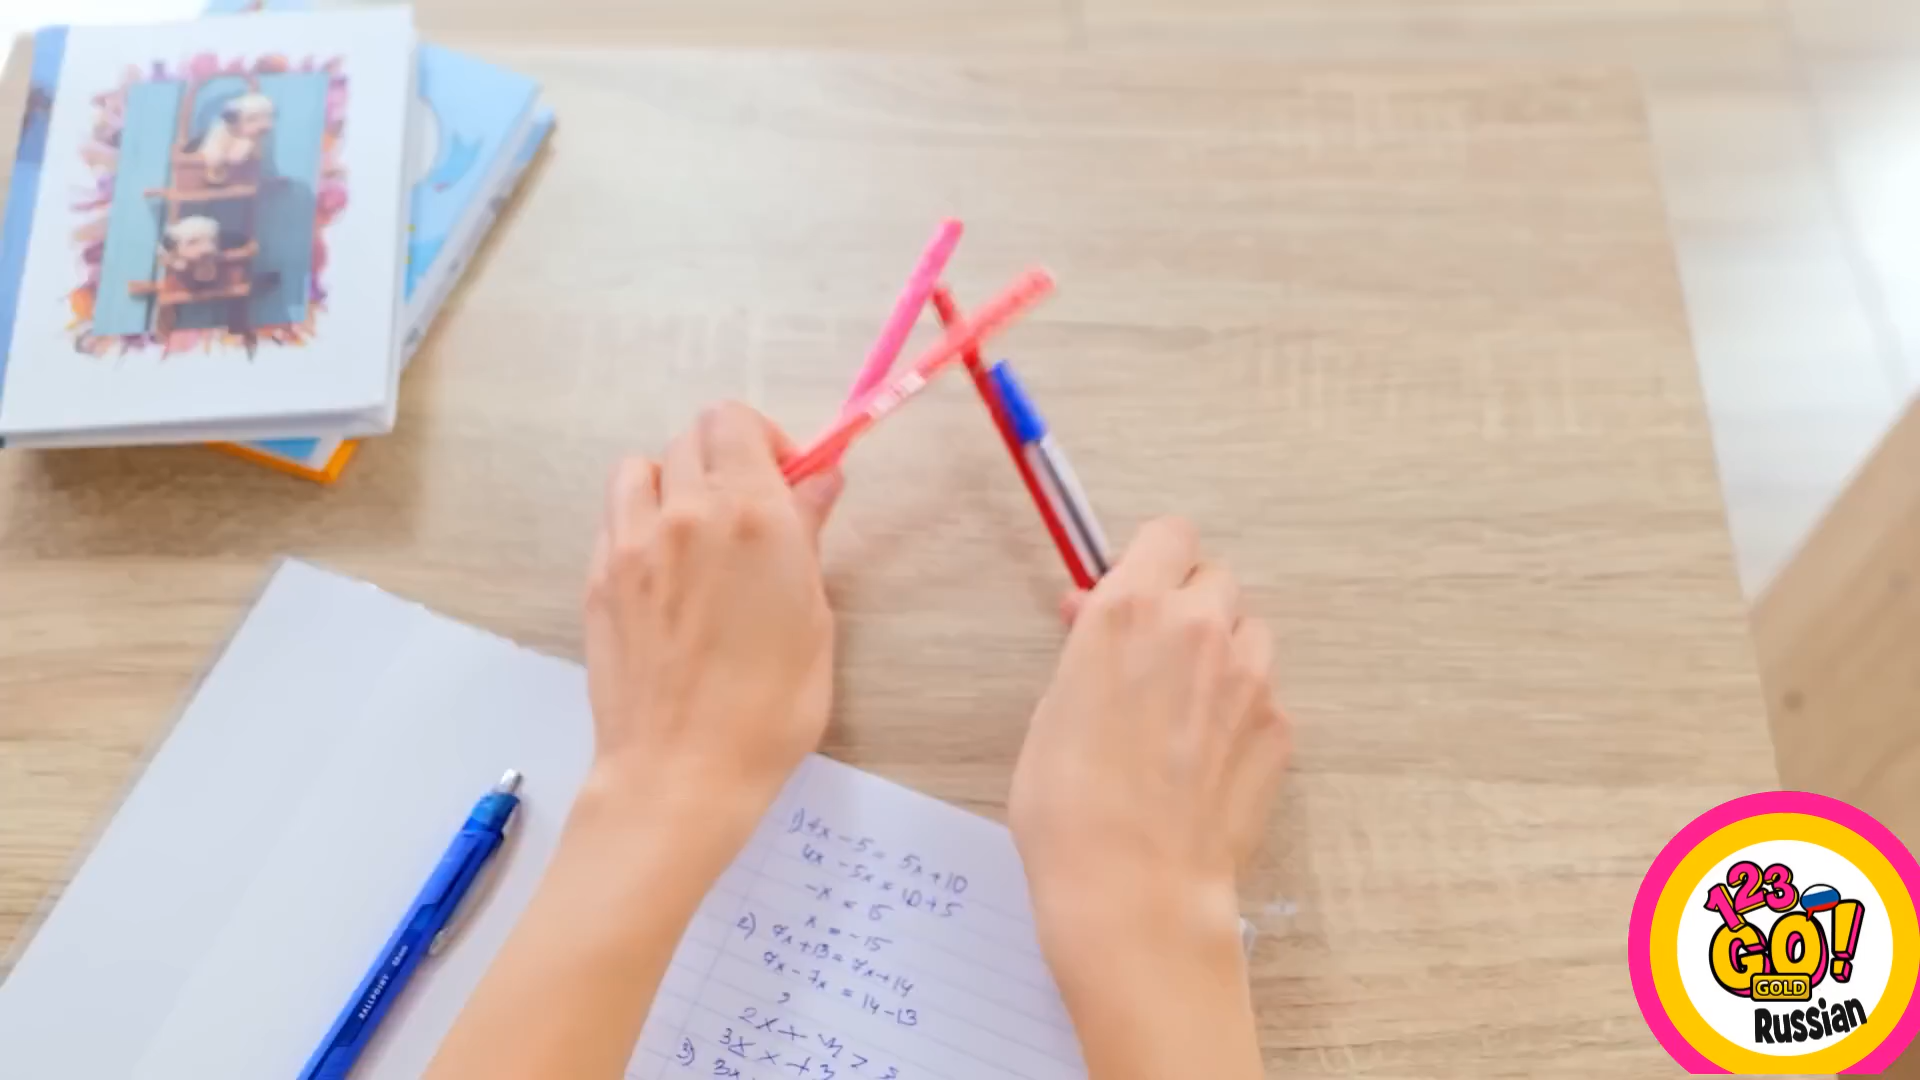 1) 4x - 5 = 5x + 10
4x - 5x = 10 + 5
-x = 15
x = -15
2) 7x + 13 = 7x + 14
7x - 7x = 14 - 13
3)
3x
BALLPOINT
123
GO!
GOLD
Russian